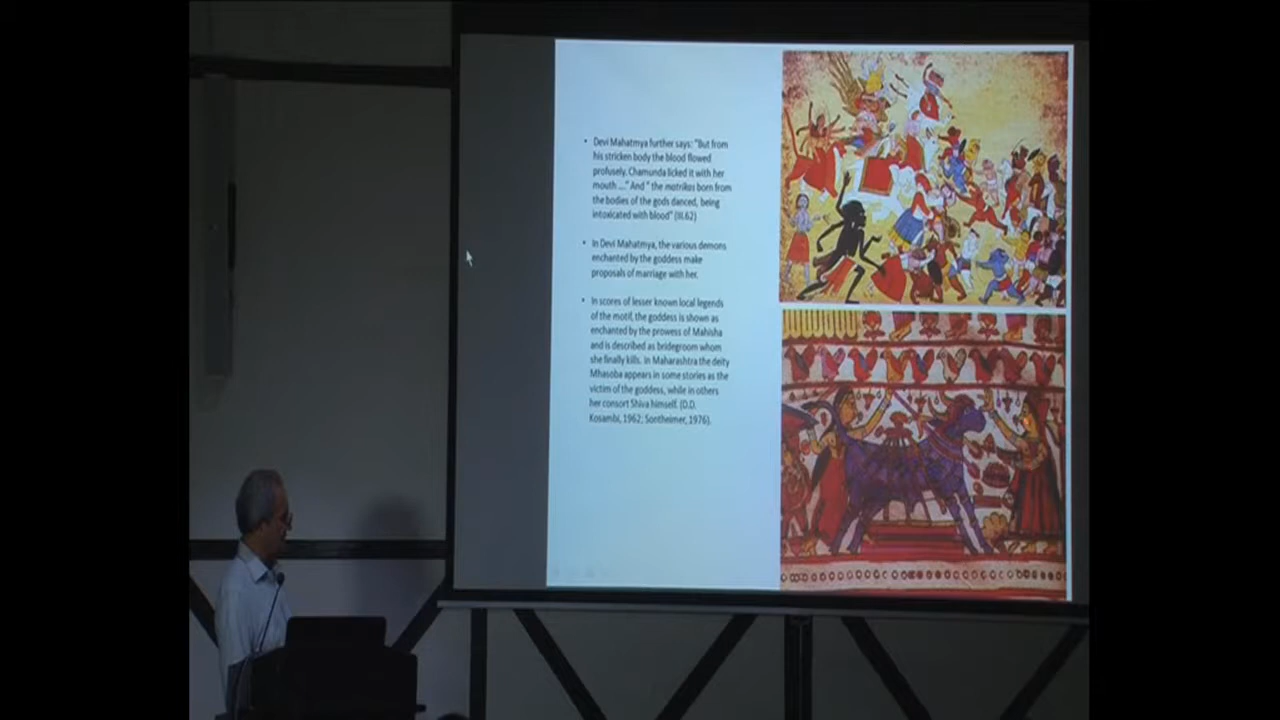 • Devi Mahatmya further says: "But from
his stricken body the blood flowed
profusely. Chamunda licked it with her
mouth ...." And " the matrikas born from
the bodies of the gods danced, being
intoxicated with blood" (III.62)
• In Devi Mahatmya, the various demons
enchanted by the goddess make
proposals of marriage with her.
• In scores of lesser known local legends
of the motif, the goddess is shown as
enchanted by the prowess of Mahisha
and is described as bridegroom whom
she finally kills. In Maharashtra the deity
Mhasoba appears in some stories as the
victim of the goddess, while in others
her consort Shiva himself. (D.D.
Kosambi, 1962; Sontheimer, 1976).